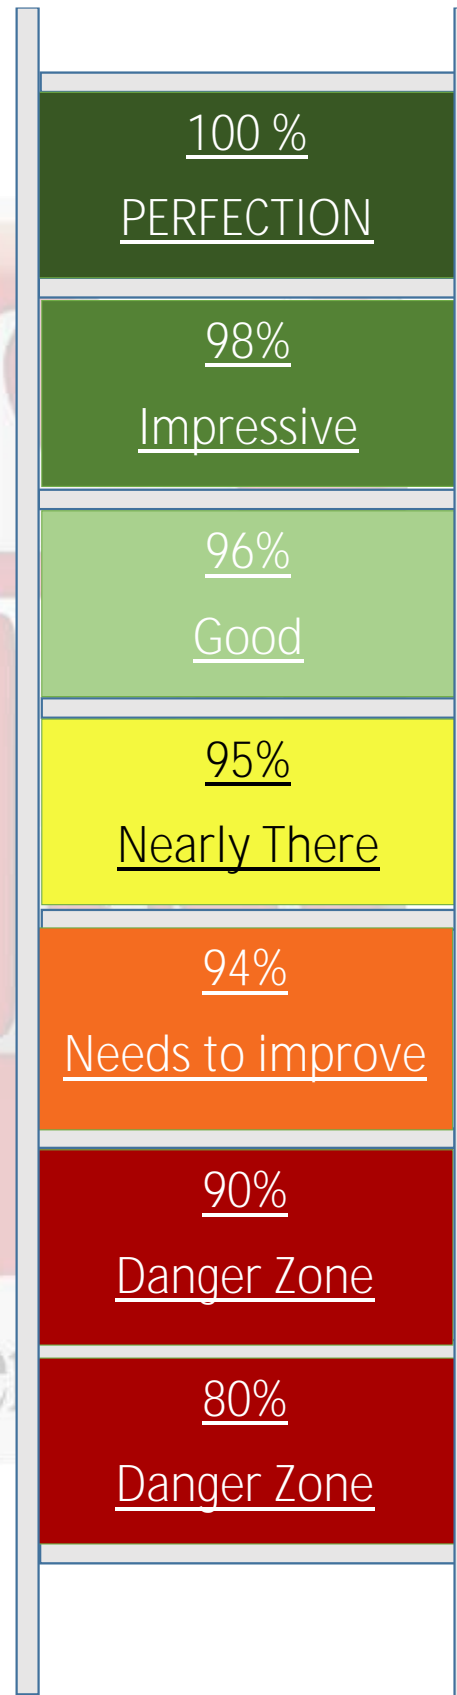 100 %
PERFECTION
98%
Impressive
96%
Good
95%
Nearly There
94%
Needs to improve
90%
Danger Zone
80%
Danger Zone